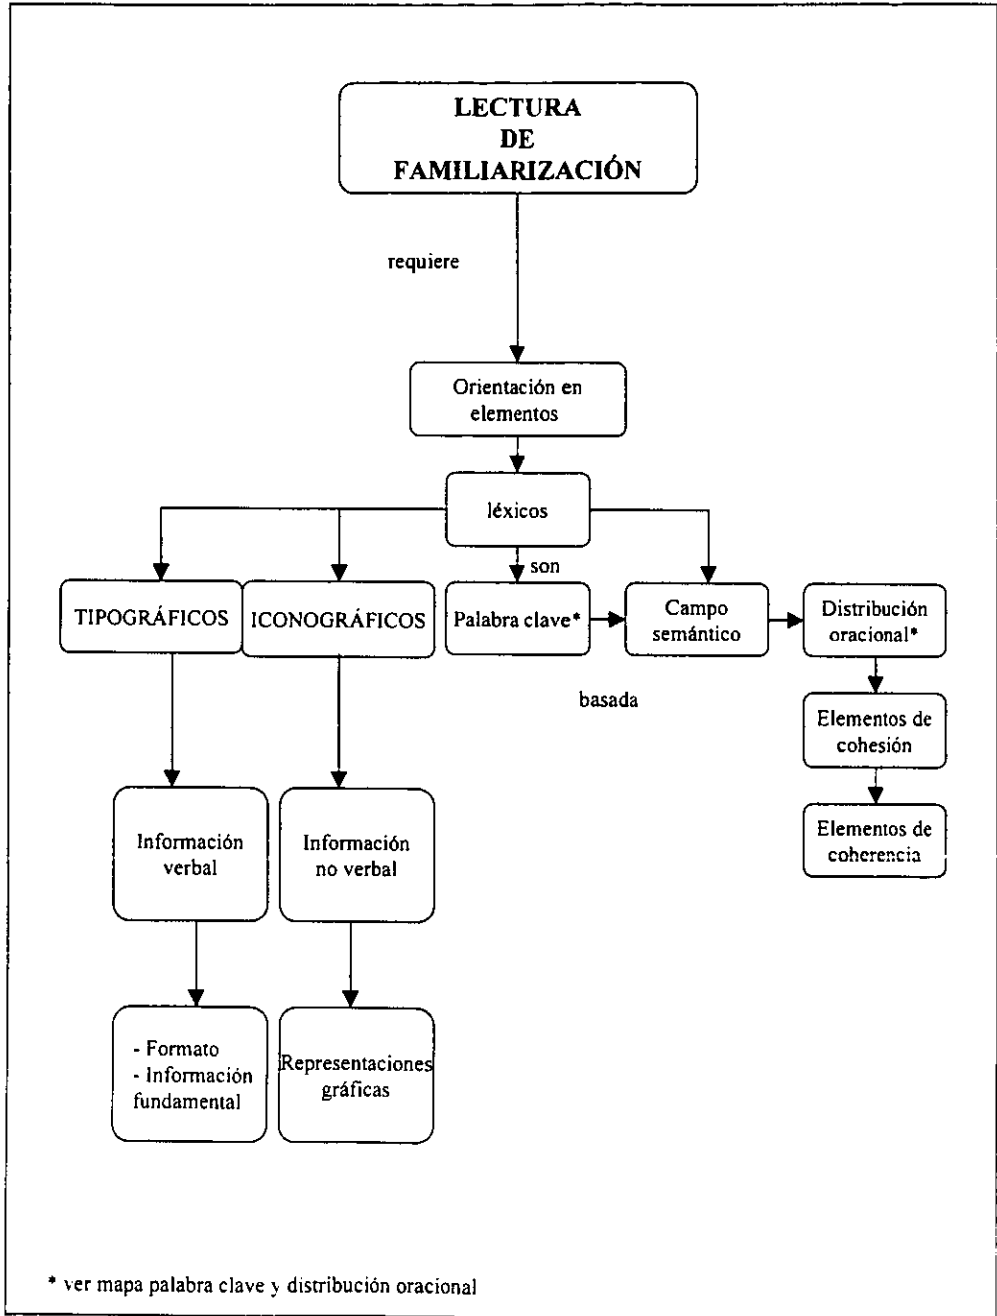 LECTURA
DE
FAMILIARIZACIÓN
requiere
Orientación en
elementos
léxicos
son
TIPOGRÁFICOS
ICONOGRÁFICOS
Palabra clave*
Campo
semántico
Distribución
oracional*
basada
Elementos de
cohesión
Elementos de
coherencia
Información
verbal
Información
no verbal
- Formato
- Información
fundamental
Representaciones
gráficas
* ver mapa palabra clave y distribución oracional